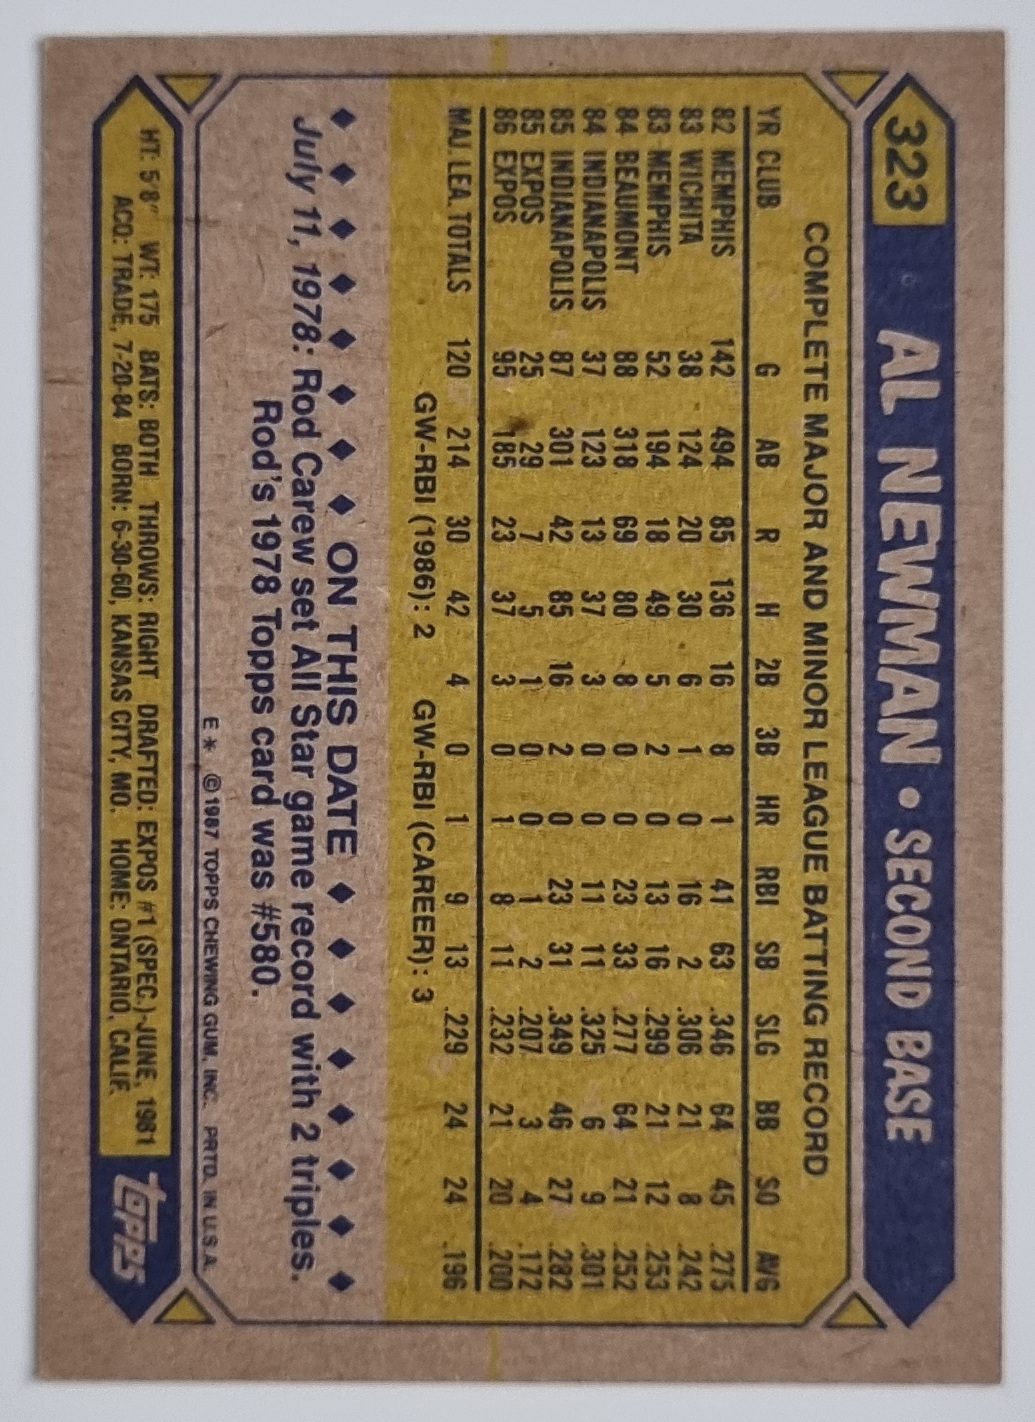 323 AL NEWMAN • SECOND BASE
COMPLETE MAJOR AND MINOR LEAGUE BATTING RECORD
YR CLUB G AB R H 2B 3B HR RBI SB SLG BB SO AVG
82 MEMPHIS 142 494 85 136 16 8 1 41 63 .346 64 45 .275
83 WICHITA 38 124 20 30 6 1 0 16 2 .306 21 8 .242
83 MEMPHIS 52 194 18 49 5 2 0 13 16 .299 21 12 .253
84 BEAUMONT 88 318 69 80 8 0 0 23 33 .277 64 21 .252
84 INDIANAPOLIS 37 123 13 37 3 0 0 11 11 .325 6 9 .301
85 INDIANAPOLIS 87 301 42 85 16 2 0 23 31 .349 46 27 .282
85 EXPOS 25 29 7 5 1 0 0 1 2 .207 3 4 .172
86 EXPOS 95 185 23 37 3 0 1 8 11 .232 21 20 .200
MAJ. LEA. TOTALS 120 214 30 42 4 0 1 9 13 .229 24 24 .196
GW-RBI (1986): 2 GW-RBI (CAREER): 3
ON THIS DATE
July 11, 1978: Rod Carew set All Star game record with 2 triples.
Rod's 1978 Topps card was #580.
E * ©1987 TOPPS CHEWING GUM, INC. PRTD. IN U.S.A.
HT: 5'8" WT: 175 BATS: BOTH THROWS: RIGHT DRAFTED: EXPOS #1 (SPEC.)-JUNE, 1981
ACQ: TRADE, 7-20-84 BORN: 6-30-60, KANSAS CITY, MO. HOME: ONTARIO, CALIF.
topps